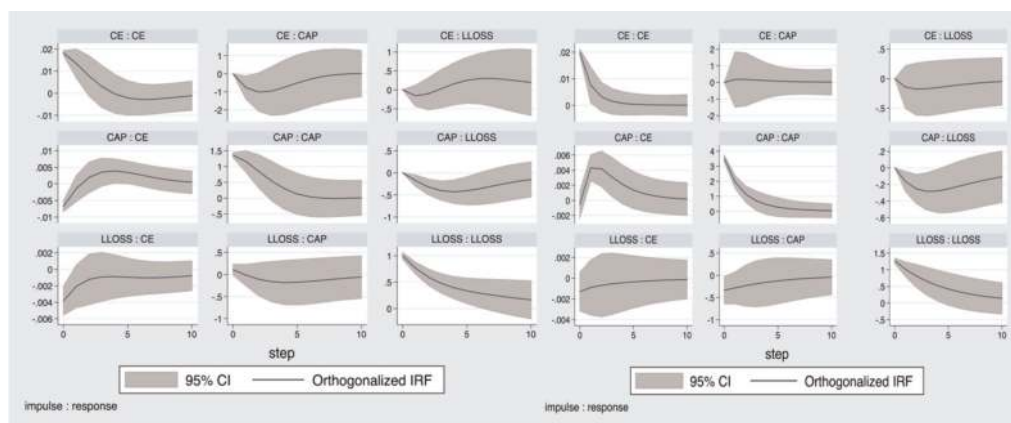 CE : CE
CE : CAP
CE : LLOSS
.02
.01
0
-.01
2
1
0
-1
-2
1
.5
0
-.5
CAP : CE
CAP : CAP
CAP : LLOSS
.01
.005
0
-.005
-.01
1.5
1
.5
0
-.5
.5
0
-.5
-1
LLOSS : CE
LLOSS : CAP
LLOSS : LLOSS
.002
0
-.002
-.004
-.006
.5
0
-.5
-1
1
.5
0
0 5 10
0 5 10
0 5 10
step
95% CI
Orthogonalized IRF
impulse : response
CE : CE
CE : CAP
CE : LLOSS
.02
.01
0
2
1
0
-1
-2
.5
0
-.5
CAP : CE
CAP : CAP
CAP : LLOSS
.006
.004
.002
0
-.002
4
3
2
1
0
.2
0
-.2
-.4
-.6
LLOSS : CE
LLOSS : CAP
LLOSS : LLOSS
.002
0
-.002
-.004
.5
0
-.5
-1
1.5
1
.5
0
-.5
0 5 10
0 5 10
0 5 10
step
95% CI
Orthogonalized IRF
impulse : response